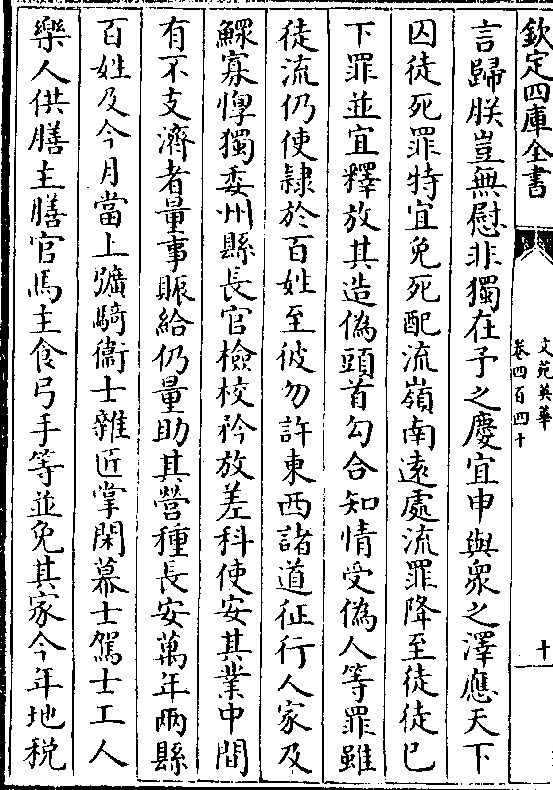 欽定四庫全書
文苑英華
卷四百四十
十
言歸朕豈無慰非獨在予之慶宜申與衆之澤應天下
囚徒死罪特宜免死配流嶺南遠處流罪降至徒徒已
下罪並宜釋放其造偽頭首勾合知情受偽人等罪雖
徒流仍使隸於百姓至彼勿許東西諸道征行人家及
鰥寡惸獨委州縣長官檢校矜放差科使安其業中間
有不支濟者量事賑給仍量助其營種長安萬年兩縣
百姓及今月當上彍騎衛士雜匠掌閑幕士駕士工人
樂人供膳主膳官馬主食弓手等並免其家今年地稅